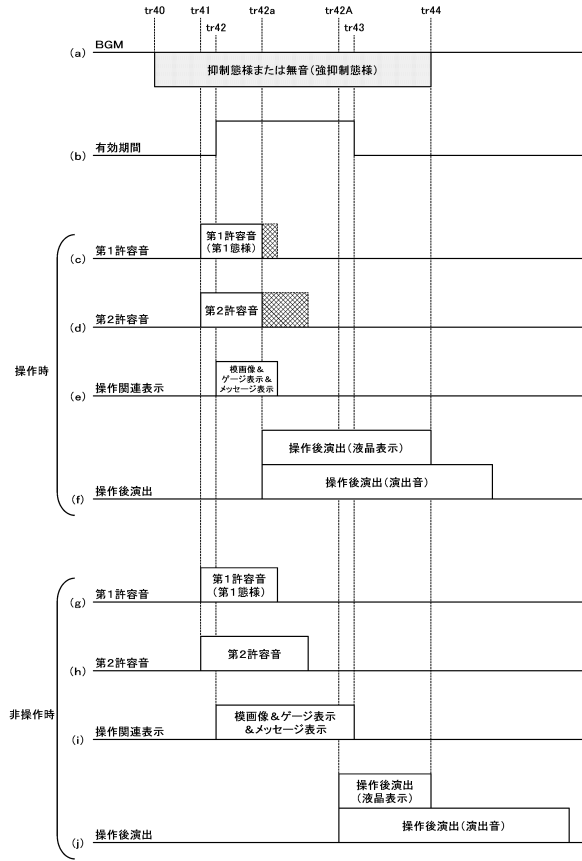 tr40
tr41
tr42
tr42a
tr42A
tr43
tr44
(a)
BGM
抑制態様または無音(強抑制態様)
(b)
有効期間
操作時
(c)
第1許容音
第1許容音
(第1態様)
(d)
第2許容音
第2許容音
(e)
操作関連表示
模画像&
ゲージ表示&
メッセージ表示
(f)
操作後演出
操作後演出(液晶表示)
操作後演出(演出音)
非操作時
(g)
第1許容音
第1許容音
(第1態様)
(h)
第2許容音
第2許容音
(i)
操作関連表示
模画像&ゲージ表示
&メッセージ表示
(j)
操作後演出
操作後演出
(液晶表示)
操作後演出(演出音)